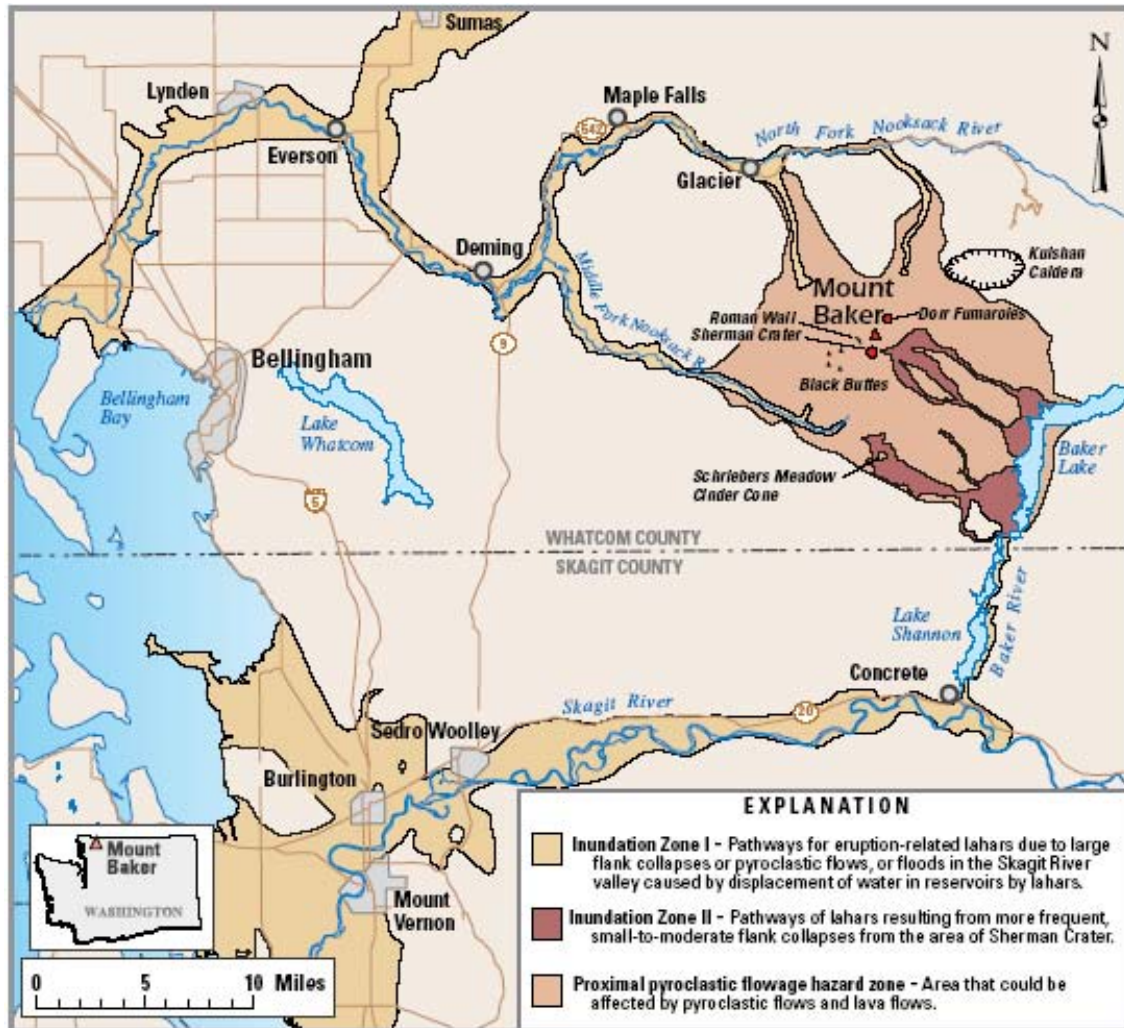 Sumas
N
Lynden
Maple Falls
542
North Fork Nooksack River
Everson
Glacier
Deming
Kulshan
Caldera
Middle Fork Nooksack R.
Mount
Baker
Roman Wall
Dorr Fumaroles
Sherman Crater
9
Bellingham
Black Buttes
Bellingham
Bay
Lake
Whatcom
Baker
Lake
Schriebers Meadow
Cinder Cone
5
WHATCOM COUNTY
SKAGIT COUNTY
Lake
Shannon
Baker River
Concrete
Skagit River
20
Sedro Woolley
Burlington
EXPLANATION
Inundation Zone I – Pathways for eruption-related lahars due to large
flank collapses or pyroclastic flows, or floods in the Skagit River
valley caused by displacement of water in reservoirs by lahars.
Inundation Zone II – Pathways of lahars resulting from more frequent,
small-to-moderate flank collapses from the area of Sherman Crater.
Proximal pyroclastic flowage hazard zone – Area that could be
affected by pyroclastic flows and lava flows.
Mount
Baker
WASHINGTON
Mount
Vernon
0 5 10 Miles